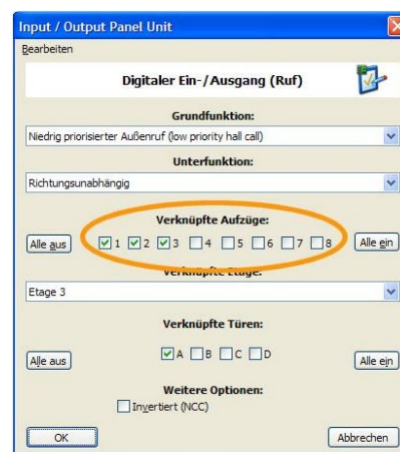 Input / Output Panel Unit
Bearbeiten
Digitaler Ein-/Ausgang (Ruf)
Grundfunktion:
Niedrig priorisierter Außenruf (low priority hall call)
Unterfunktion:
Richtungsunabhängig
Verknüpfte Aufzüge:
Alle aus 1 2 3 4 5 6 7 8 Alle ein
Verknüpfte Etage:
Etage 3
Verknüpfte Türen:
Alle aus A B C D Alle ein
Weitere Optionen:
Invertiert (NCC)
OK Abbrechen